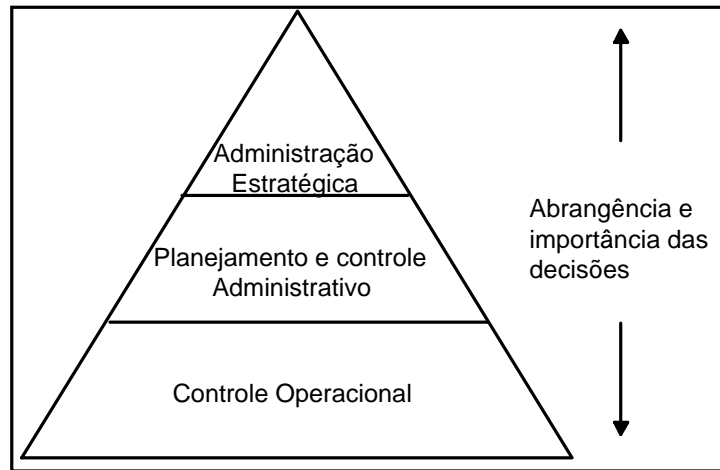 Administração
Estratégica
Planejamento e controle
Administrativo
Controle Operacional
Abrangência e
importância das
decisões